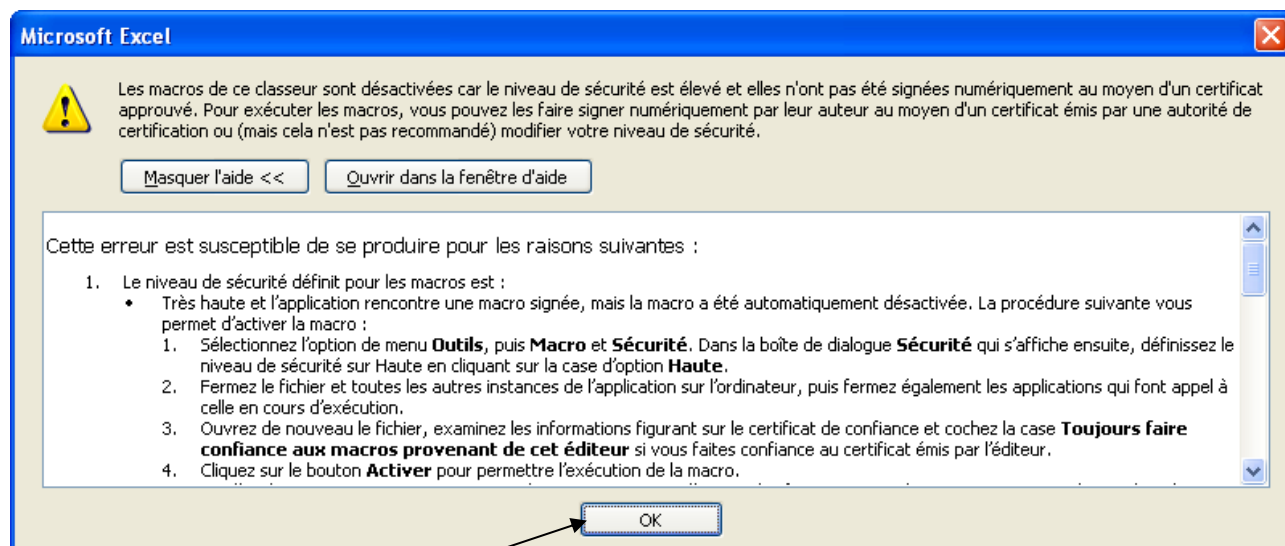 Microsoft Excel
Les macros de ce classeur sont désactivées car le niveau de sécurité est élevé et elles n'ont pas été signées numériquement au moyen d'un certificat
approuvé. Pour exécuter les macros, vous pouvez les faire signer numériquement par leur auteur au moyen d'un certificat émis par une autorité de
certification ou (mais cela n'est pas recommandé) modifier votre niveau de sécurité.
Masquer l'aide << Ouvrir dans la fenêtre d'aide
Cette erreur est susceptible de se produire pour les raisons suivantes :
1. Le niveau de sécurité définit pour les macros est :
• Très haute et l’application rencontre une macro signée, mais la macro a été automatiquement désactivée. La procédure suivante vous
permet d’activer la macro :
1. Sélectionnez l’option de menu Outils, puis Macro et Sécurité. Dans la boîte de dialogue Sécurité qui s’affiche ensuite, définissez le
niveau de sécurité sur Haute en cliquant sur la case d’option Haute.
2. Fermez le fichier et toutes les autres instances de l’application sur l’ordinateur, puis fermez également les applications qui font appel à
celle en cours d’exécution.
3. Ouvrez de nouveau le fichier, examinez les informations figurant sur le certificat de confiance et cochez la case Toujours faire
confiance aux macros provenant de cet éditeur si vous faites confiance au certificat émis par l’éditeur.
4. Cliquez sur le bouton Activer pour permettre l’exécution de la macro.
OK